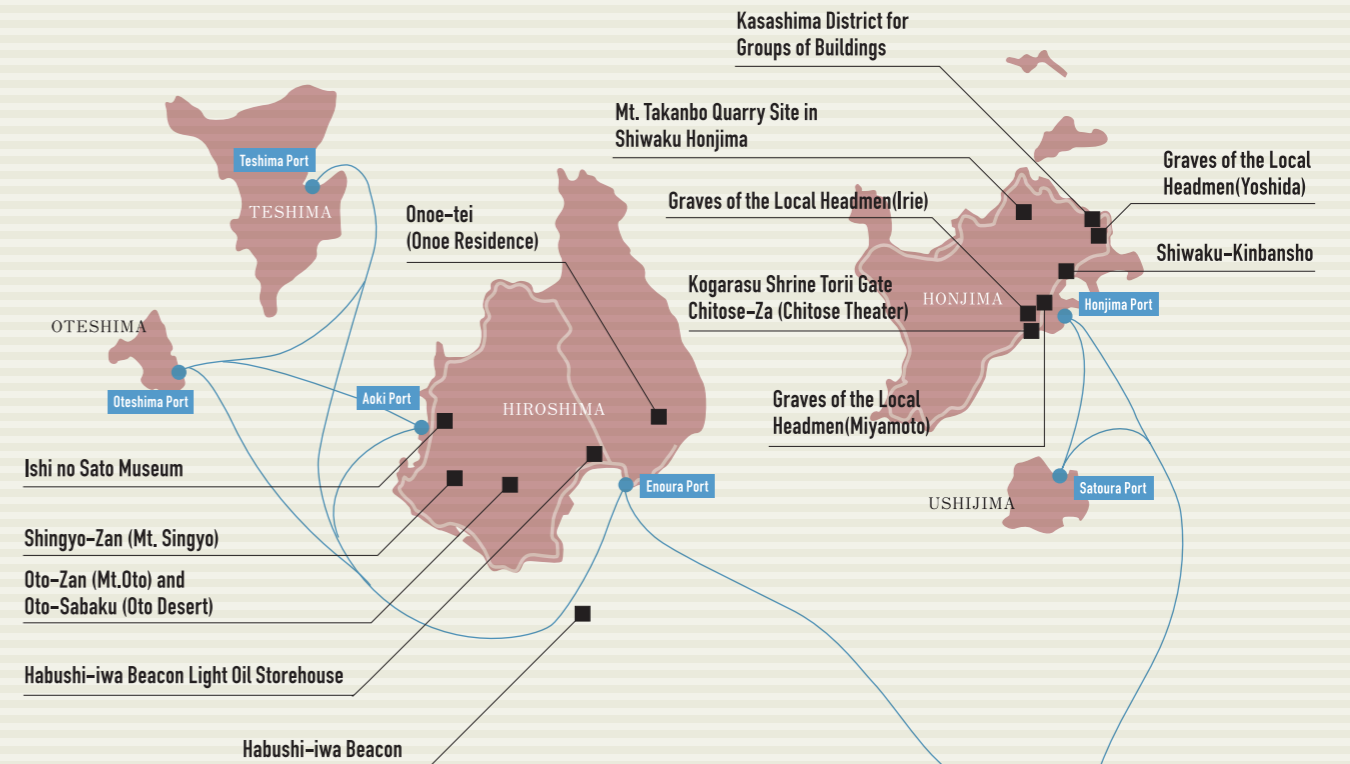 Kasashima District for
Groups of Buildings
Mt. Takanbo Quarry Site in
Shiwaku Honjima
Graves of the Local
Headmen(Yoshida)
Teshima Port
TESHIMA
Onoe-tei
(Onoe Residence)
Graves of the Local Headmen(Irie)
Shiwaku-Kinbansho
Kogarasu Shrine Torii Gate
Chitose-Za (Chitose Theater)
HONJIMA
Honjima Port
OTESHIMA
Oteshima Port
Aoki Port
HIROSHIMA
Graves of the Local
Headmen(Miyamoto)
Ishi no Sato Museum
Enoura Port
Satoura Port
USHIJIMA
Shingyo-Zan (Mt. Singyo)
Oto-Zan (Mt.Oto) and
Oto-Sabaku (Oto Desert)
Habushi-iwa Beacon Light Oil Storehouse
Habushi-iwa Beacon